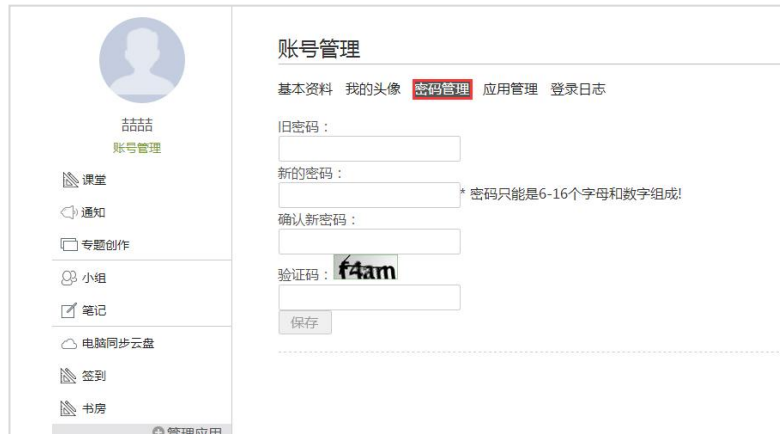 喆喆
账号管理
课堂
通知
专题创作
小组
笔记
电脑同步云盘
签到
书房
管理应用
账号管理
基本资料 我的头像 密码管理 应用管理 登录日志
旧密码：
新的密码：
* 密码只能是6-16个字母和数字组成!
确认新密码：
验证码： f4am
保存